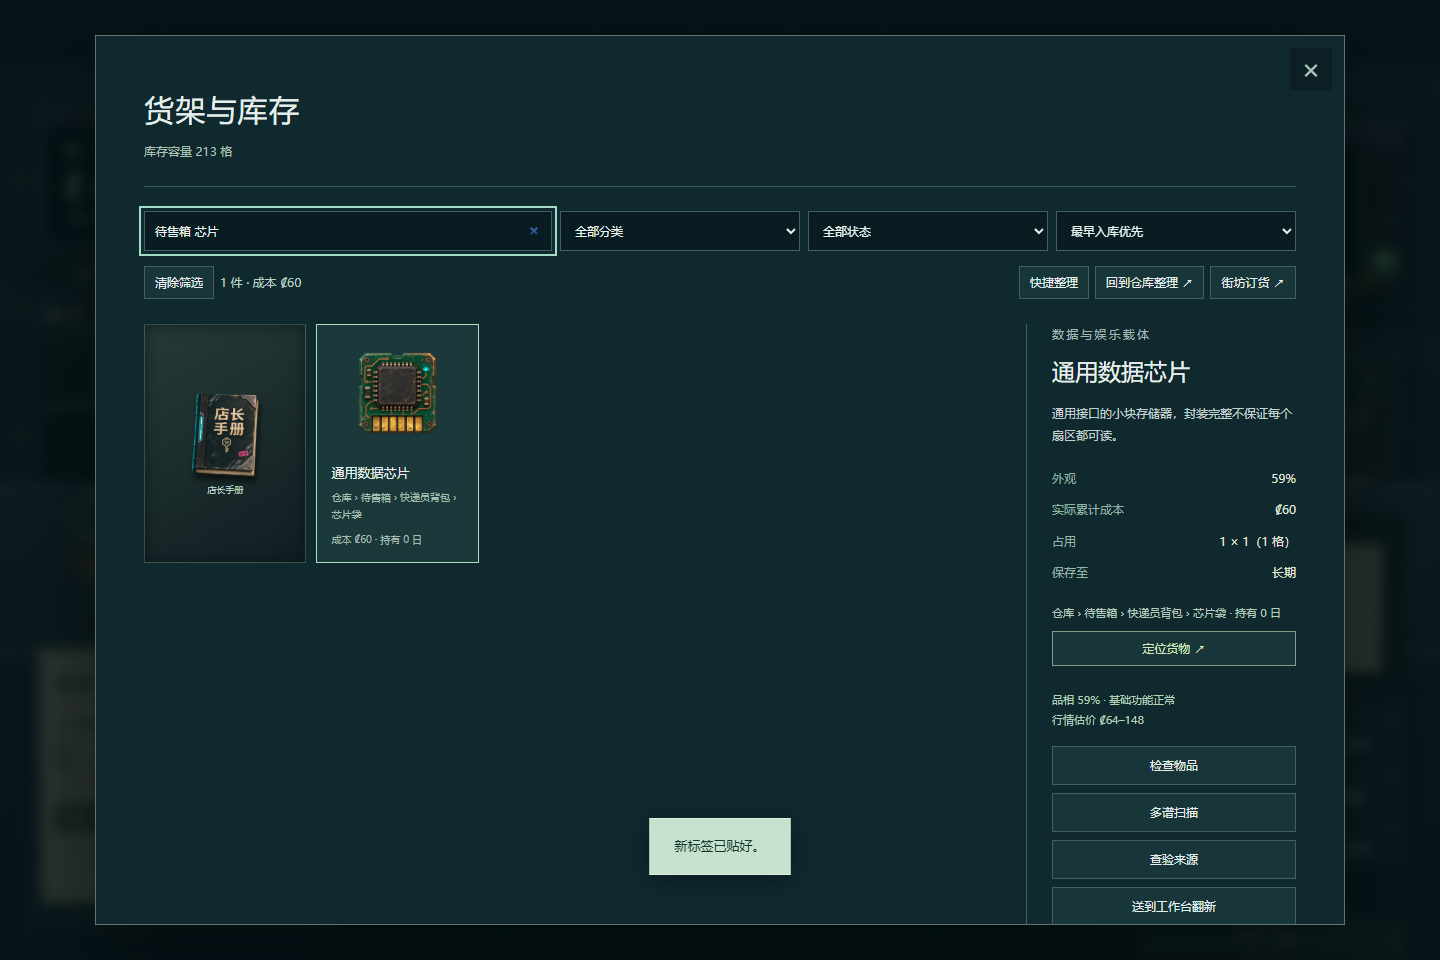 货架与库存
库存容量 213 格
待售箱 芯片
全部分类
全部状态
最早入库优先
清除筛选
1 件 · 成本 ₡60
快捷整理
回到仓库整理 ↗
街坊订货 ↗
店长
手册
店长手册
通用数据芯片
仓库 › 待售箱 › 快递员背包 ›
芯片袋
成本 ₡60 · 持有 0 日
数据与娱乐载体
通用数据芯片
通用接口的小块存储器，封装完整不保证每个
扇区都可读。
外观 59%
实际累计成本 ₡60
占用 1 × 1（1 格）
保存至 长期
仓库 › 待售箱 › 快递员背包 › 芯片袋 · 持有 0 日
定位货物 ↗
品相 59% · 基础功能正常
行情估价 ₡64–148
检查物品
多谱扫描
查验来源
送到工作台翻新
新标签已贴好。